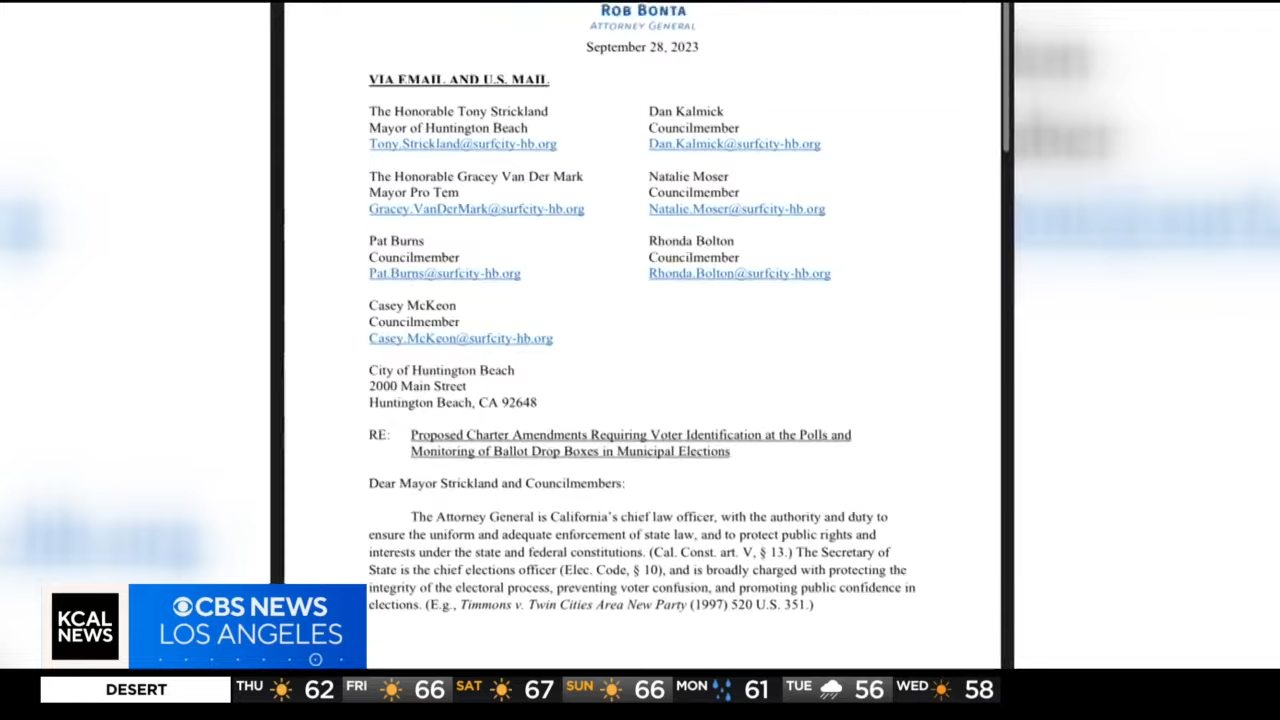 ROB BONTA
ATTORNEY GENERAL
September 28, 2023
VIA EMAIL AND U.S. MAIL
The Honorable Tony Strickland
Mayor of Huntington Beach
Tony.Strickland@surfcity-hb.org
Dan Kalmick
Councilmember
Dan.Kalmick@surfcity-hb.org
The Honorable Gracey Van Der Mark
Mayor Pro Tem
Gracey.VanDerMark@surfcity-hb.org
Natalie Moser
Councilmember
Natalie.Moser@surfcity-hb.org
Pat Burns
Councilmember
Pat.Burns@surfcity-hb.org
Rhonda Bolton
Councilmember
Rhonda.Bolton@surfcity-hb.org
Casey McKeon
Councilmember
Casey.McKeon@surfcity-hb.org
City of Huntington Beach
2000 Main Street
Huntington Beach, CA 92648
RE: Proposed Charter Amendments Requiring Voter Identification at the Polls and
Monitoring of Ballot Drop Boxes in Municipal Elections
Dear Mayor Strickland and Councilmembers:
The Attorney General is California's chief law officer, with the authority and duty to
ensure the uniform and adequate enforcement of state law, and to protect public rights and
interests under the state and federal constitutions. (Cal. Const. art. V, § 13.) The Secretary of
State is the chief elections officer (Elec. Code, § 10), and is broadly charged with protecting the
integrity of the electoral process, preventing voter confusion, and promoting public confidence in
elections. (E.g., Timmons v. Twin Cities Area New Party (1997) 520 U.S. 351.)
KCAL
NEWS
CBS NEWS
LOS ANGELES
DESERT THU 62 FRI 66 SAT 67 SUN 66 MON 61 TUE 56 WED 58